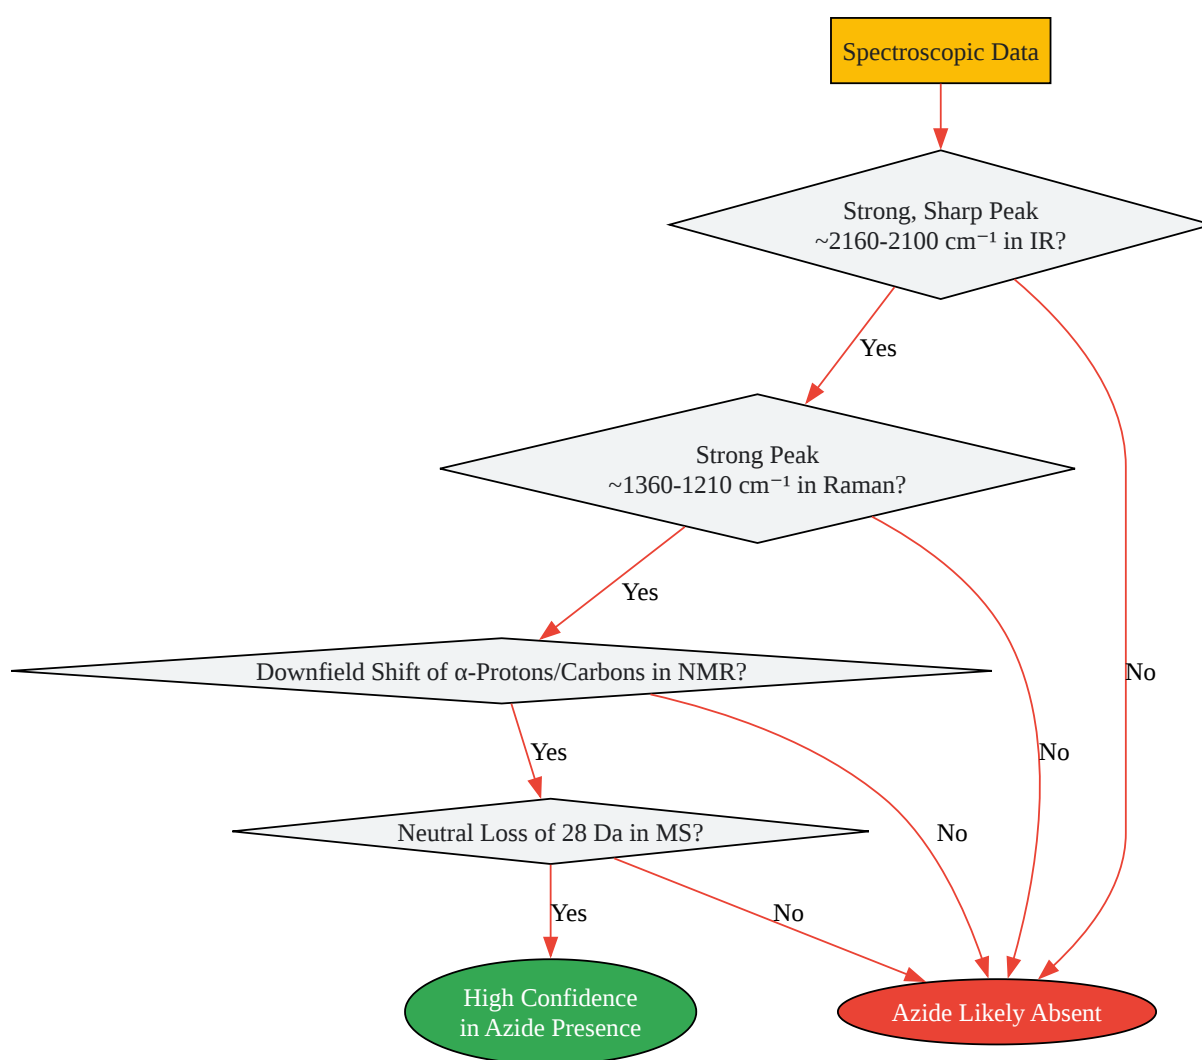 Spectroscopic Data
Strong, Sharp Peak
~2160-2100 cm⁻¹ in IR?
Yes
Strong Peak
~1360-1210 cm⁻¹ in Raman?
Yes
Downfield Shift of α-Protons/Carbons in NMR?
No
Yes
No
Neutral Loss of 28 Da in MS?
No
Yes
No
High Confidence
in Azide Presence
Azide Likely Absent